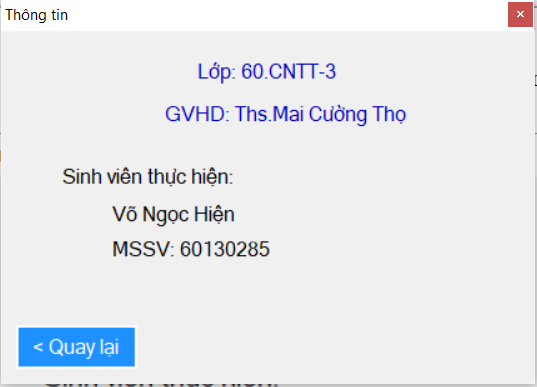 Thông tin
Lớp: 60.CNTT-3
GVHD: Ths.Mai Cường Thọ
Sinh viên thực hiện:
Võ Ngọc Hiện
MSSV: 60130285
< Quay lại